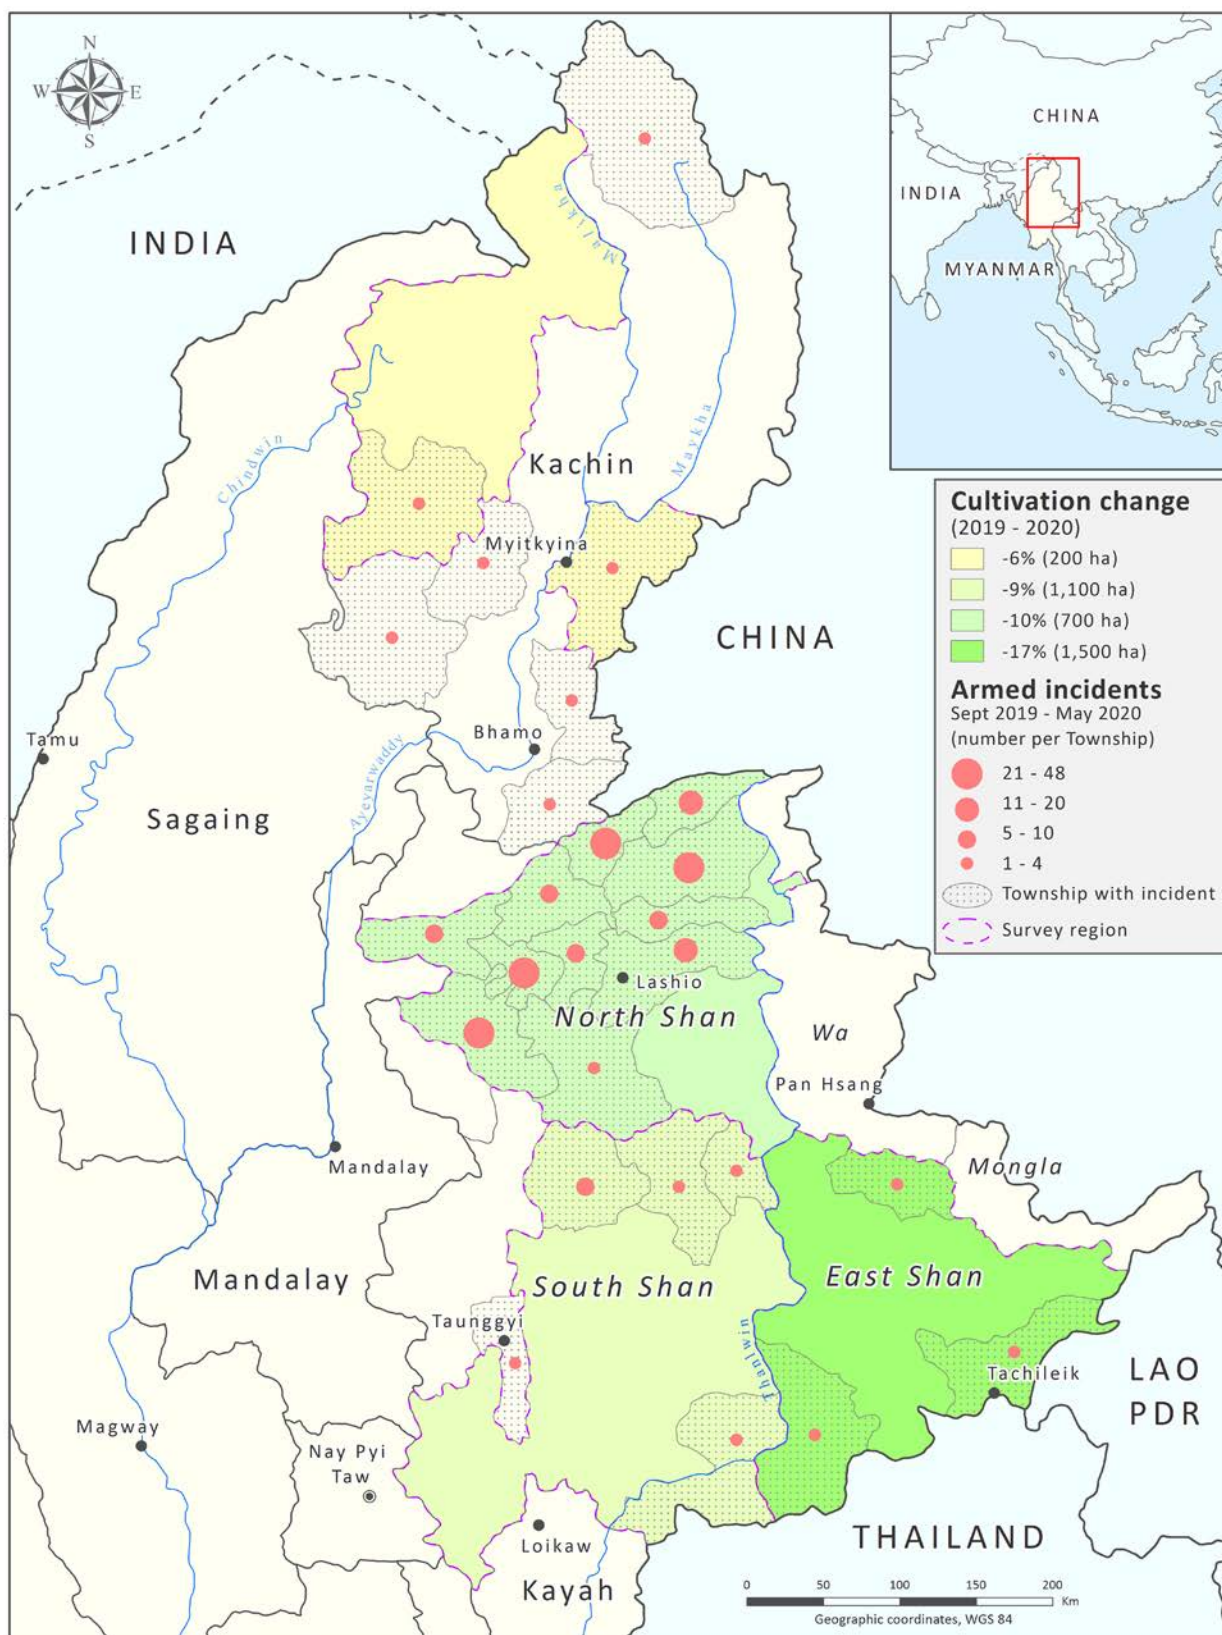 N
W
E
S
INDIA
Malikha
Maykha
Chindwin
Kachin
Myitkyina
CHINA
Bhamo
Tamu
Ayeyarwaddy
Sagaing
Lashio
North Shan
Wa
Pan Hsang
Mandalay
Mongla
Mandalay
South Shan
East Shan
Taunggyi
Thanlwin
Tachileik
LAO
PDR
Magway
Nay Pyi
Taw
Loikaw
THAILAND
Kayah
0 50 100 150 200
Km
Geographic coordinates, WGS 84
CHINA
INDIA
MYANMAR
Cultivation change
(2019 - 2020)
-6% (200 ha)
-9% (1,100 ha)
-10% (700 ha)
-17% (1,500 ha)
Armed incidents
Sept 2019 - May 2020
(number per Township)
21 - 48
11 - 20
5 - 10
1 - 4
Township with incident
Survey region